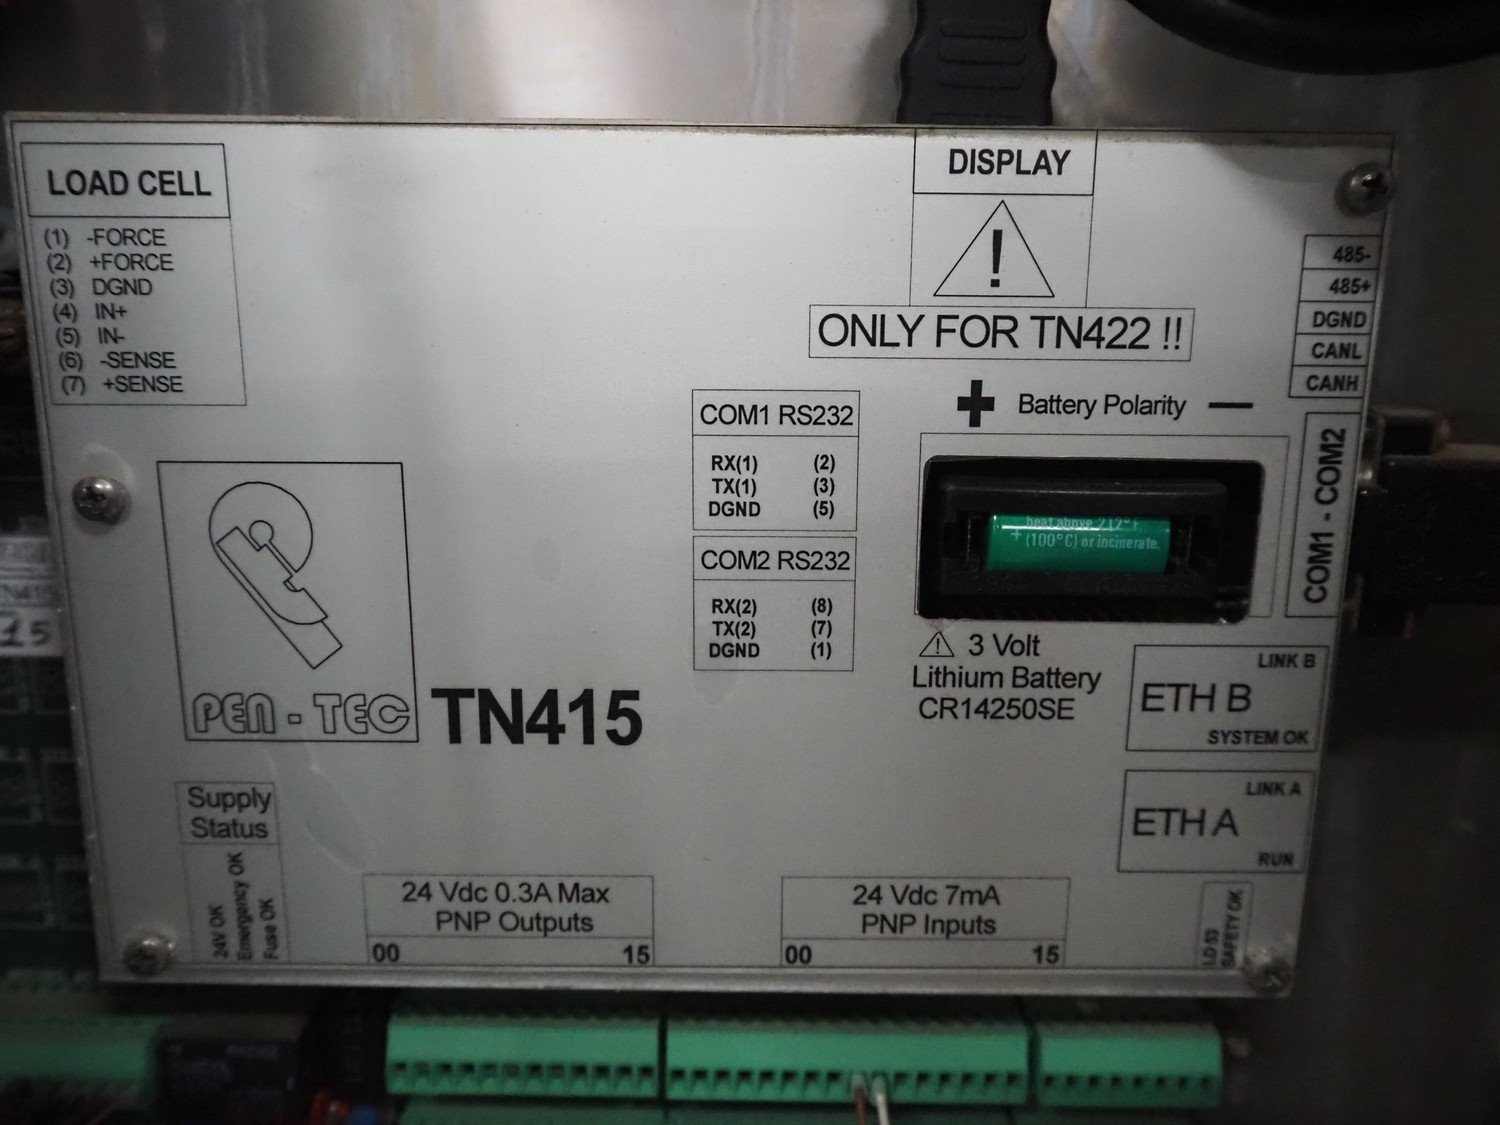 LOAD CELL
(1) -FORCE
(2) +FORCE
(3) DGND
(4) IN+
(5) IN-
(6) -SENSE
(7) +SENSE
DISPLAY
!
ONLY FOR TN422 !!
485-
485+
DGND
CANL
CANH
COM1 - COM2
+ Battery Polarity -
COM1 RS232
RX(1) (2)
TX(1) (3)
DGND (5)
COM2 RS232
RX(2) (8)
TX(2) (7)
DGND (1)
heat above 212°F
+ (100°C) or incinerate.
3 Volt
Lithium Battery
CR14250SE
PEN - TEC
TN415
LINK B
ETH B
SYSTEM OK
LINK A
ETH A
RUN
Supply
Status
24V OK
Emergency OK
Fuse OK
24 Vdc 0.3A Max
PNP Outputs
00 15
24 Vdc 7mA
PNP Inputs
00 15
SAFETY OK
15